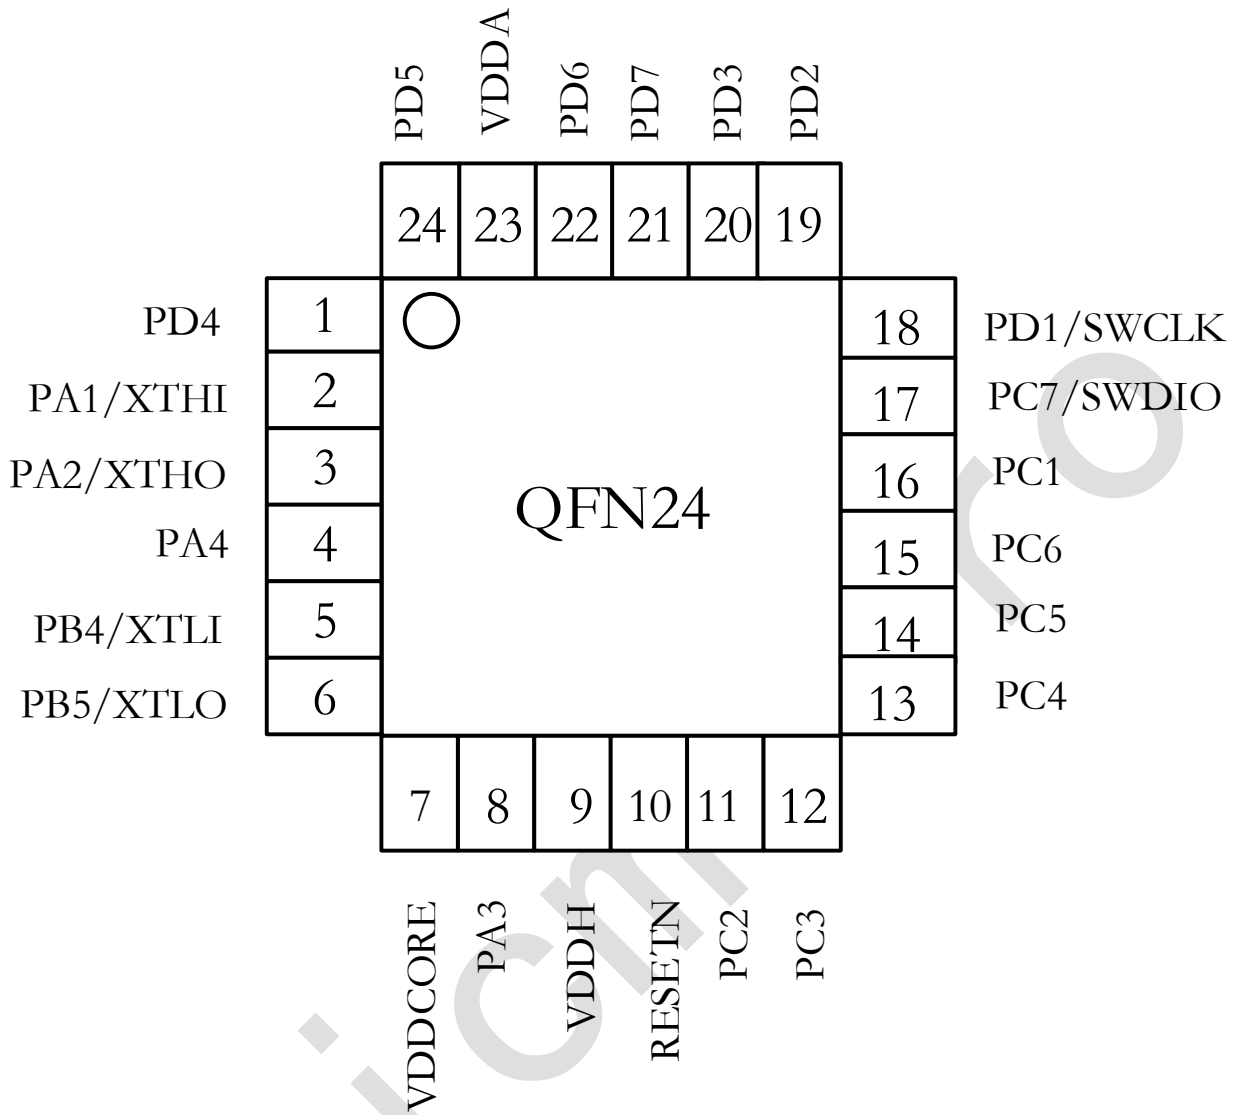 PD5
VDDA
PD6
PD7
PD3
PD2
24
23
22
21
20
19
PD4
1
PA1/XTHI
2
PA2/XTHO
3
PA4
4
PB4/XTLI
5
PB5/XTLO
6
QFN24
18
PD1/SWCLK
17
PC7/SWDIO
16
PC1
15
PC6
14
PC5
13
PC4
7
8
9
10
11
12
VDDCORE
PA3
VDDH
RESETN
PC2
PC3